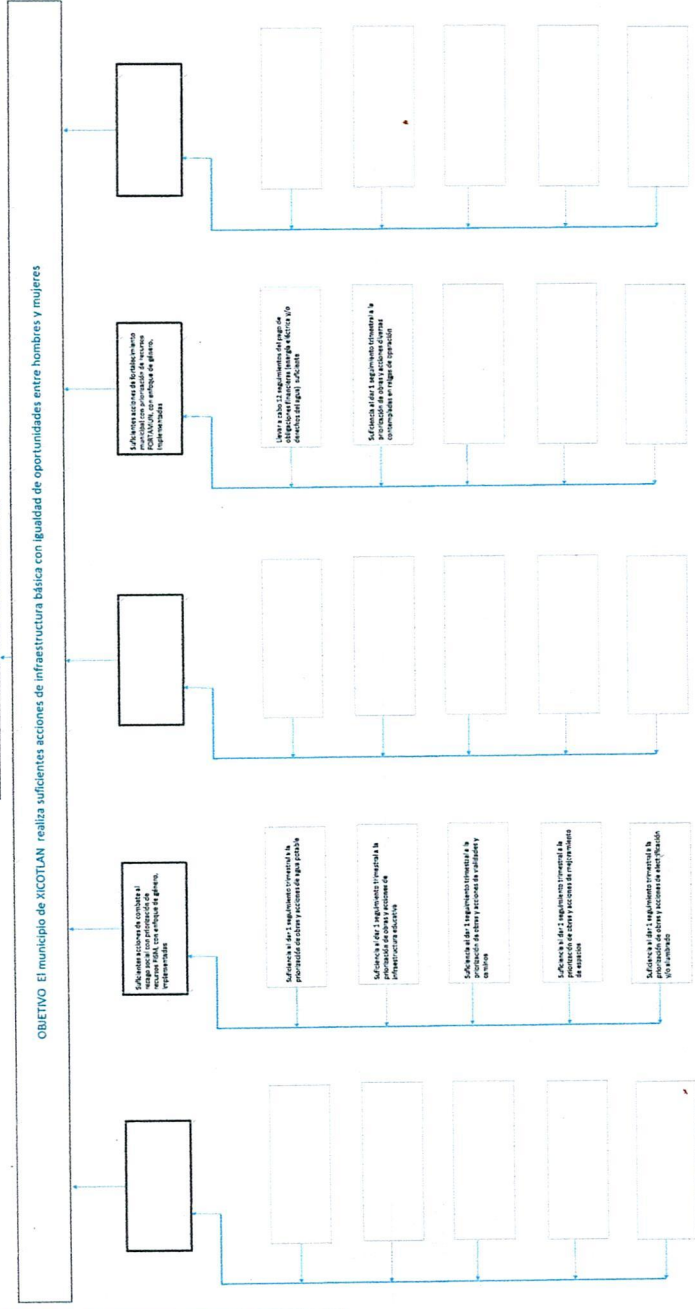 OBJETIVO El municipio de XICOTLAN realiza suficientes acciones de infraestructura básica con igualdad de oportunidades entre hombres y mujeres
Suficientes acciones de combate al
rezago social con priorización de
recursos FISM, con enfoque de género,
implementadas
Suficiencia al dar 1 seguimiento trimestral a la
priorización de obras y acciones de agua potable
Suficiencia al dar 1 seguimiento trimestral a la
priorización de obras y acciones de
infraestructura educativa
Suficiencia al dar 1 seguimiento trimestral a la
priorización de obras y acciones de vialidades y
caminos
Suficiencia al dar 1 seguimiento trimestral a la
priorización de obras y acciones de mejoramiento
de espacios
Suficiencia al dar 1 seguimiento trimestral a la
priorización de obras y acciones de electrificación
y/o alumbrado
Suficientes acciones de fortalecimiento
municipal con priorización de recursos
FORTAMUN, con enfoque de género,
implementadas
Llevar a cabo 12 seguimientos del pago de
obligaciones financieras (energía eléctrica y/o
derechos del agua) suficiente
Suficiencia al dar 1 seguimiento trimestral a la
priorización de obras y acciones diversas
contempladas en reglas de operación